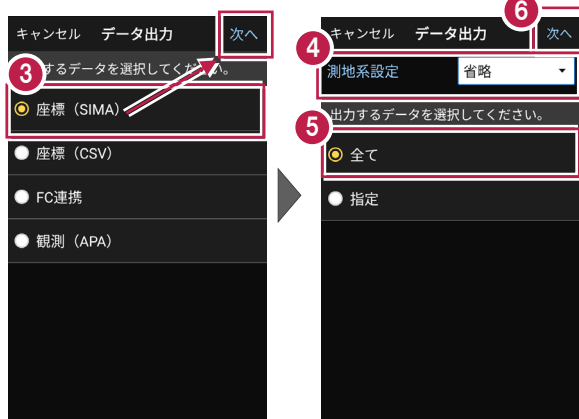 キャンセル データ出力 次へ
3
するデータを選択してください。
座標（SIMA）
座標（CSV）
FC連携
観測（APA）
6
キャンセル データ出力 次へ
4
測地系設定 省略
出力するデータを選択してください。
5
全て
指定